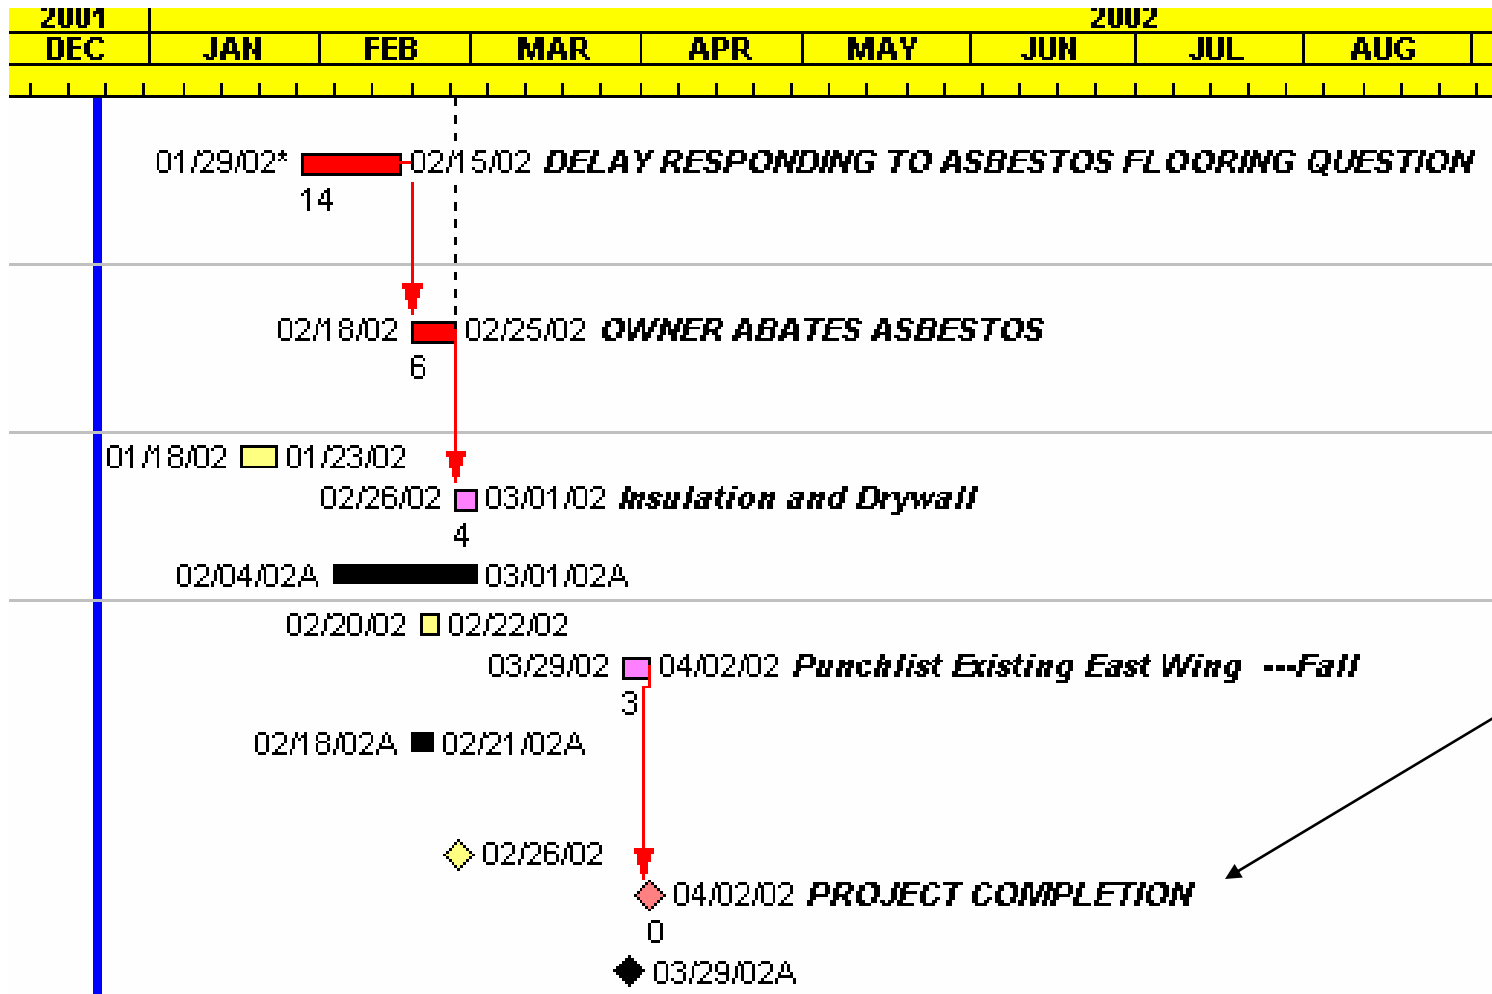 2001 2002
DEC JAN FEB MAR APR MAY JUN JUL AUG
01/29/02* 02/15/02 DELAY RESPONDING TO ASBESTOS FLOORING QUESTION
14
02/18/02 02/25/02 OWNER ABATES ASBESTOS
6
01/18/02 01/23/02
02/26/02 03/01/02 Insulation and Drywall
4
02/04/02A 03/01/02A
02/20/02 02/22/02
03/29/02 04/02/02 Punchlist Existing East Wing ---Fall
3
02/18/02A 02/21/02A
02/26/02
04/02/02 PROJECT COMPLETION
0
03/29/02A